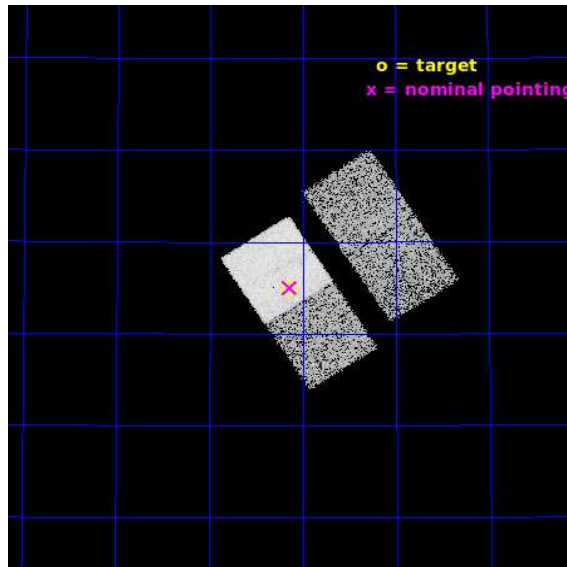 o = target
x = nominal pointing